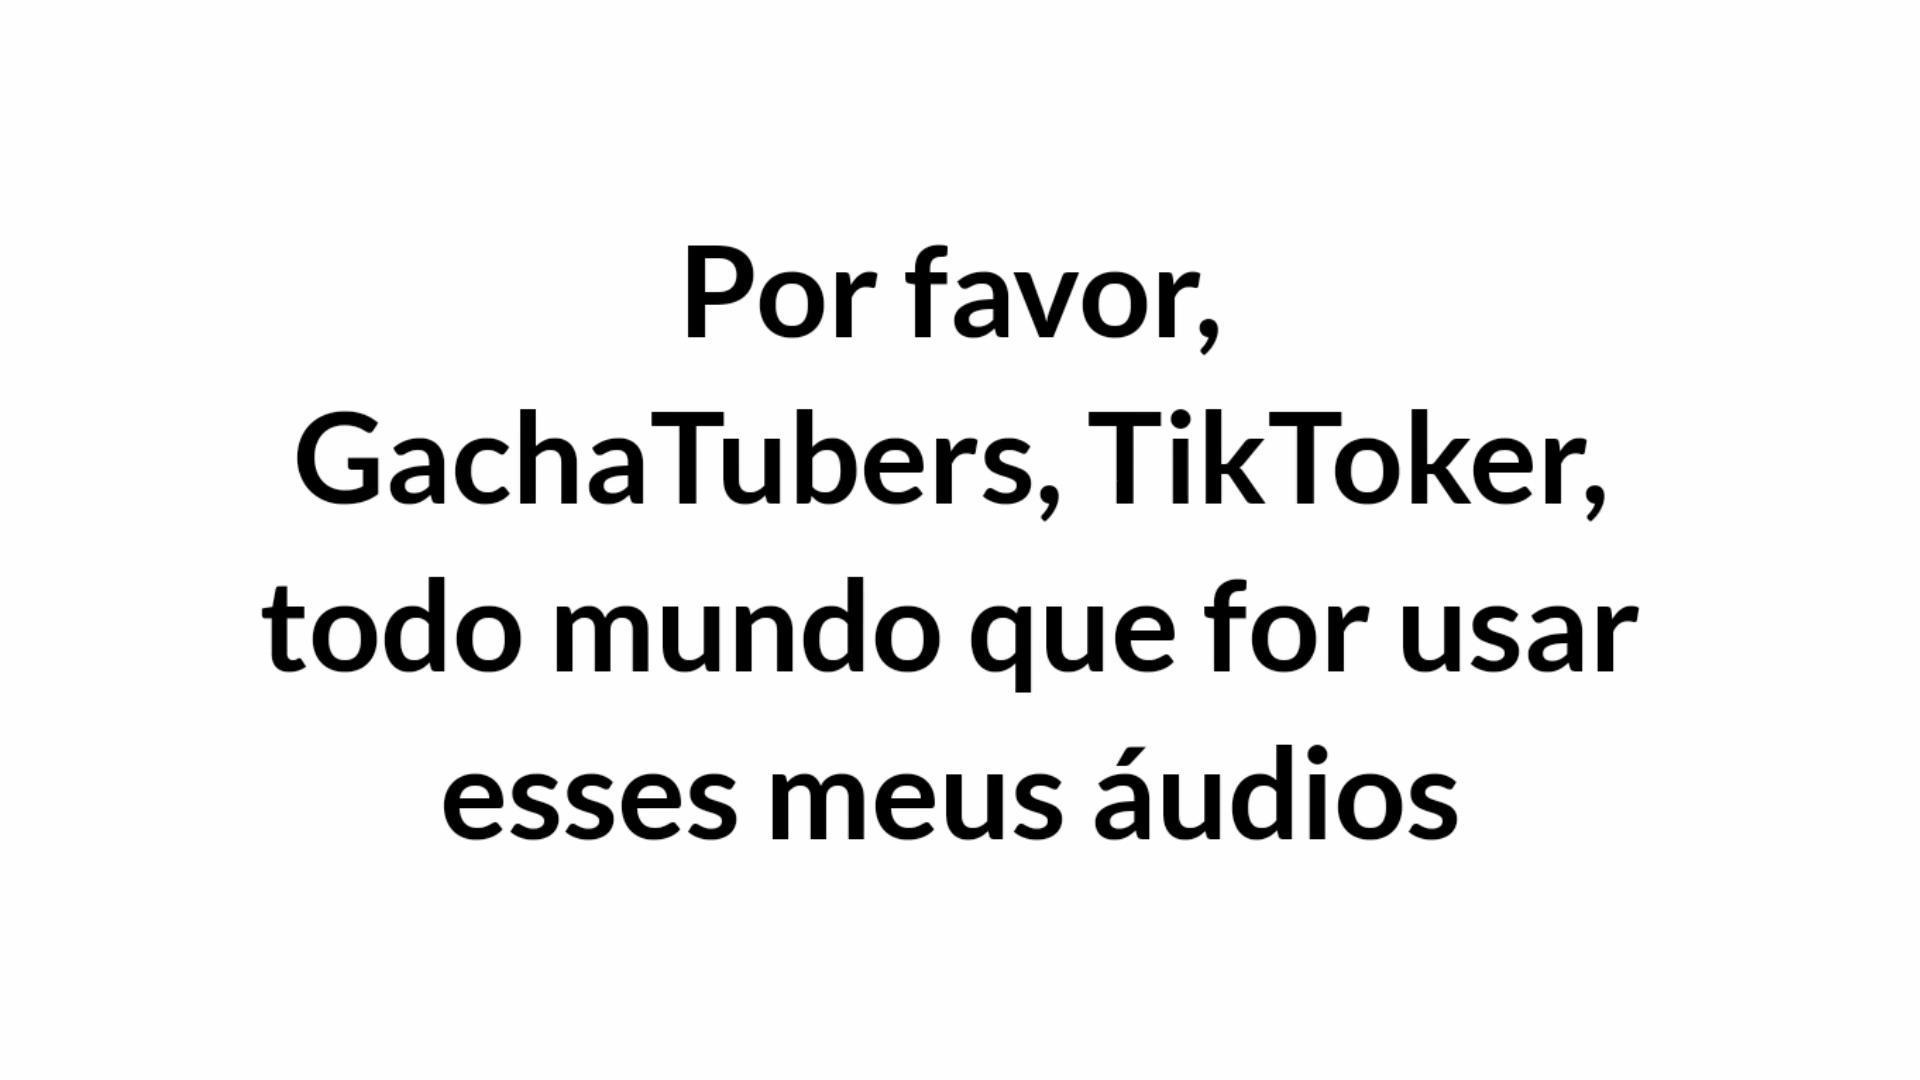 Por favor,
GachaTubers, TikToker,
todo mundo que for usar
esses meus áudios